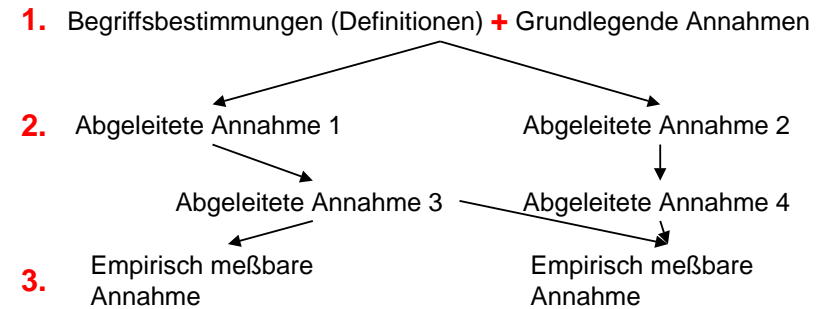 1. Begriffsbestimmungen (Definitionen) + Grundlegende Annahmen
2. Abgeleitete Annahme 1 Abgeleitete Annahme 2
Abgeleitete Annahme 3 Abgeleitete Annahme 4
3. Empirisch meßbare Empirisch meßbare
Annahme Annahme